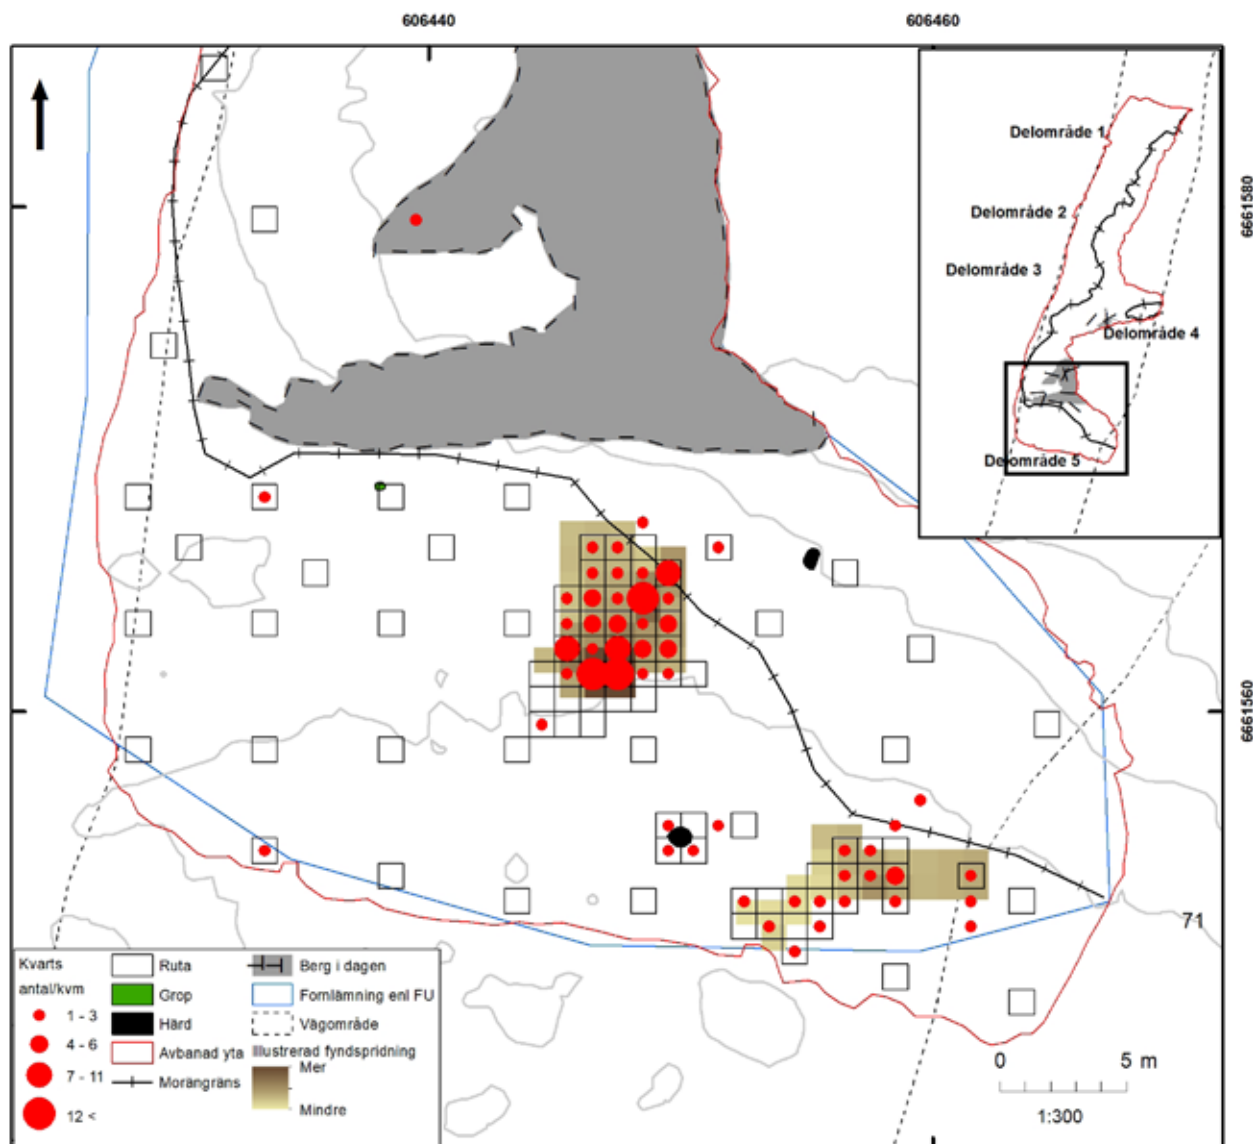 606440
606460
6661580
6661560
Delområde 1
Delområde 2
Delområde 3
Delområde 4
Delområde 5
71
Kvarts
antal/kvm
1 - 3
4 - 6
7 - 11
12 <
Ruta
Grop
Härd
Avbanad yta
Morängräns
Berg i dagen
Fornlämning enl FU
Vägområde
Illustrerad fyndspridning
Mer
Mindre
0 5 m
1:300